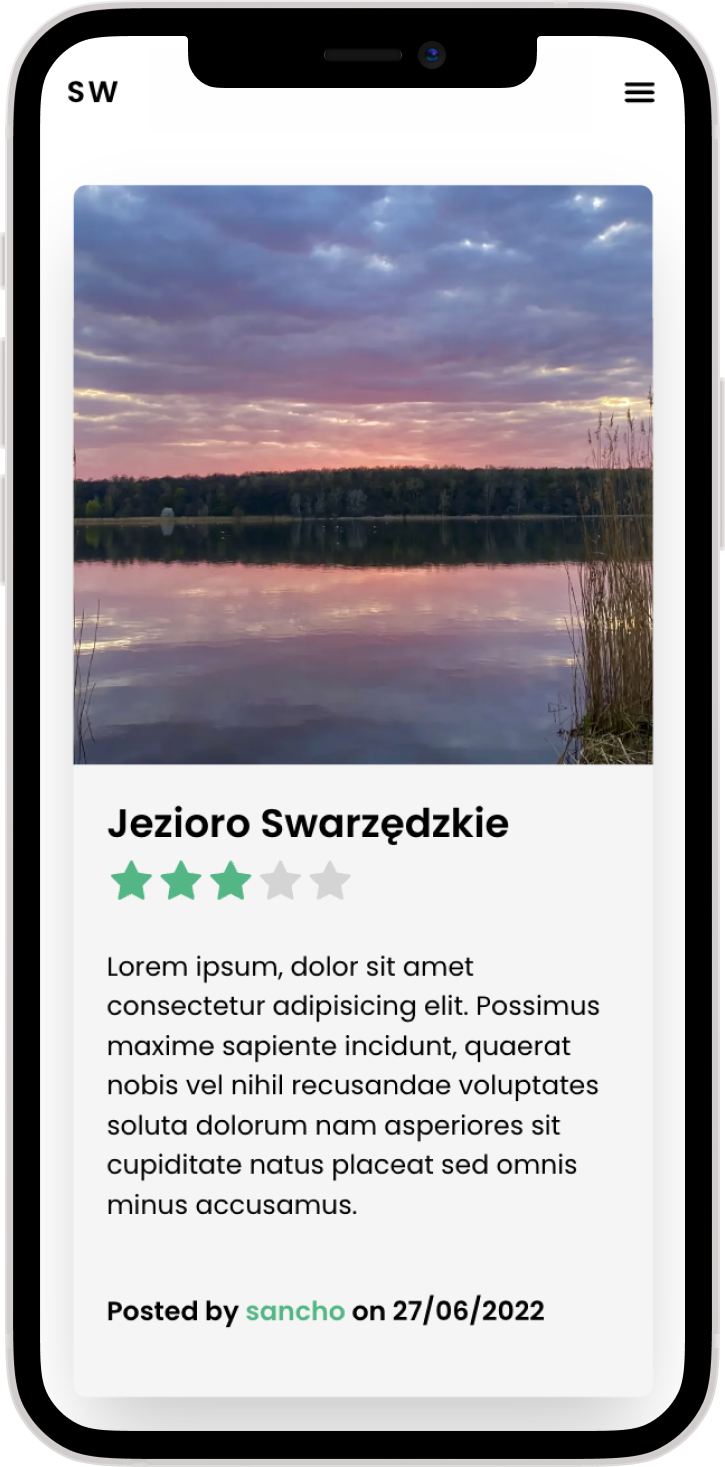 SW
Jezioro Swarzędzkie
Lorem ipsum, dolor sit amet
consectetur adipisicing elit. Possimus
maxime sapiente incidunt, quaerat
nobis vel nihil recusandae voluptates
soluta dolorum nam asperiores sit
cupiditate natus placeat sed omnis
minus accusamus.
Posted by sancho on 27/06/2022